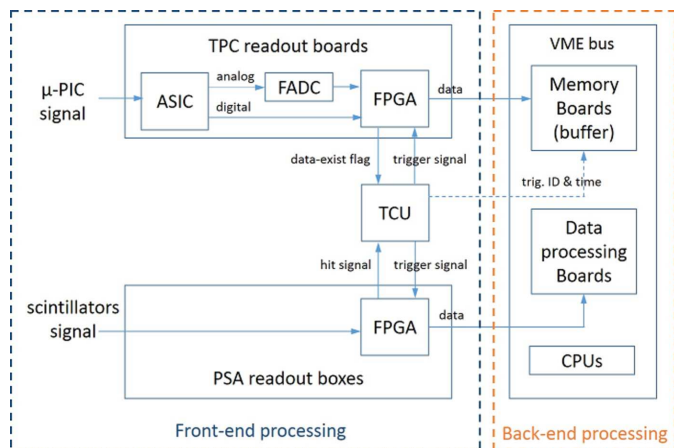 TPC readout boards
VME bus
μ-PIC
signal
ASIC
analog
digital
FADC
FPGA
data
Memory
Boards
(buffer)
data-exist flag
trigger signal
trig. ID & time
TCU
hit signal
trigger signal
Data
processing
Boards
scintillators
signal
FPGA
data
CPUs
PSA readout boxes
Front-end processing
Back-end processing